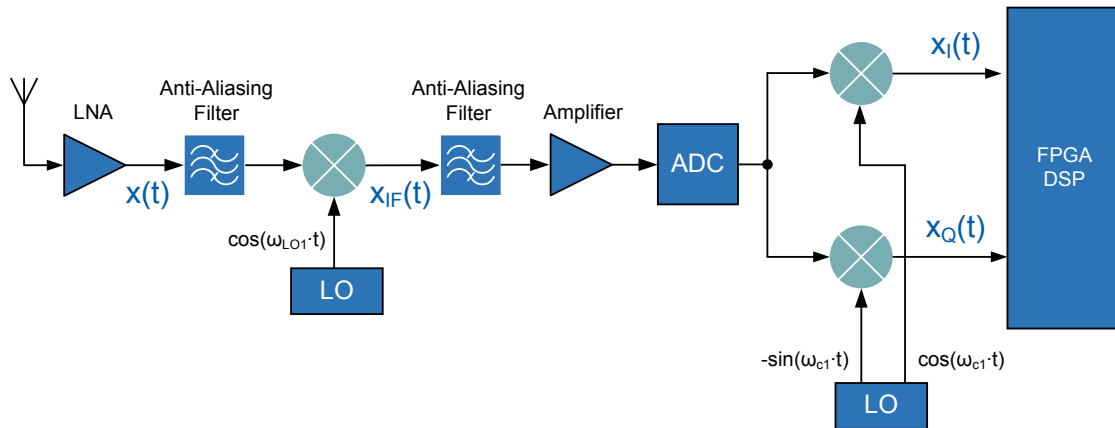 LNA
x(t)
Anti-Aliasing
Filter
cos(ωLO1·t)
LO
xIF(t)
Anti-Aliasing
Filter
Amplifier
ADC
xI(t)
xQ(t)
-sin(ωc1·t)
cos(ωc1·t)
LO
FPGA
DSP